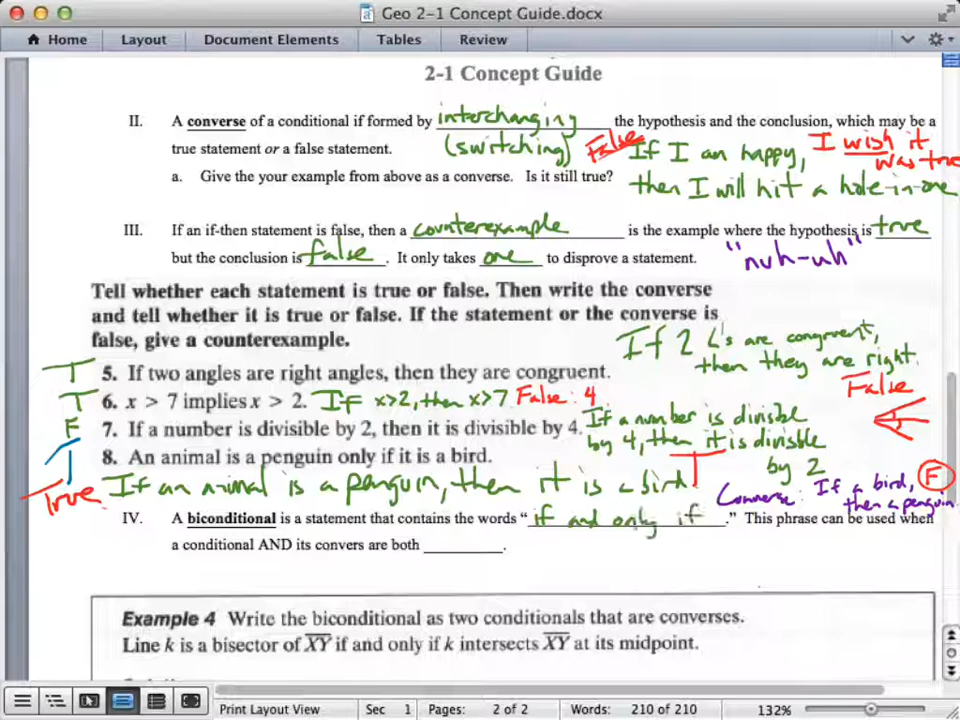 Geo 2-1 Concept Guide.docx
Home Layout Document Elements Tables Review
2-1 Concept Guide
II. A converse of a conditional if formed by interchanging the hypothesis and the conclusion, which may be a
(switching)
true statement or a false statement.
False If I am happy, I wish it was true
then I will hit a hole-in-one
a. Give the your example from above as a converse. Is it still true?
III. If an if-then statement is false, then a counterexample is the example where the hypothesis is true
but the conclusion is false. It only takes one to disprove a statement.
"nuh-uh"
Tell whether each statement is true or false. Then write the converse
and tell whether it is true or false. If the statement or the converse is
false, give a counterexample.
If 2 ∠'s are congruent,
then they are right.
False
T 5. If two angles are right angles, then they are congruent.
T 6. x > 7 implies x > 2. If x>2, then x>7 False: 4
F 7. If a number is divisible by 2, then it is divisible by 4.
If a number is divisible
by 4, then it is divisible
by 2
T
8. An animal is a penguin only if it is a bird.
True If an animal is a penguin, then it is a bird
Converse: If a bird,
then a penguin
F
IV. A biconditional is a statement that contains the words "if and only if." This phrase can be used when
a conditional AND its convers are both __________.
Example 4 Write the biconditional as two conditionals that are converses.
Line k is a bisector of XY if and only if k intersects XY at its midpoint.
Print Layout View Sec 1 Pages: 2 of 2 Words: 210 of 210 132%